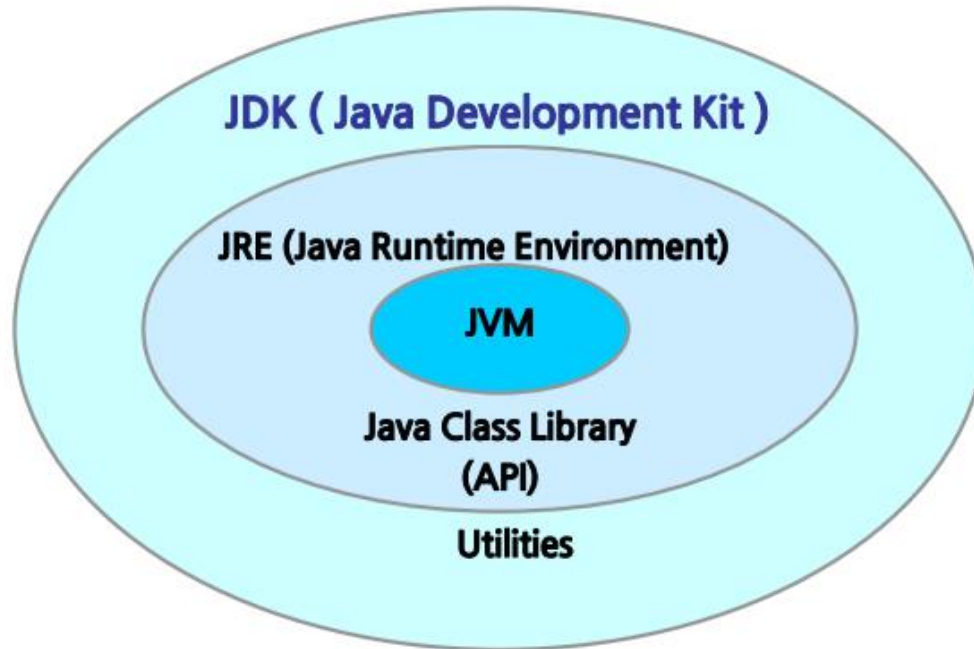 JDK ( Java Development Kit )
JRE (Java Runtime Environment)
JVM
Java Class Library
(API)
Utilities